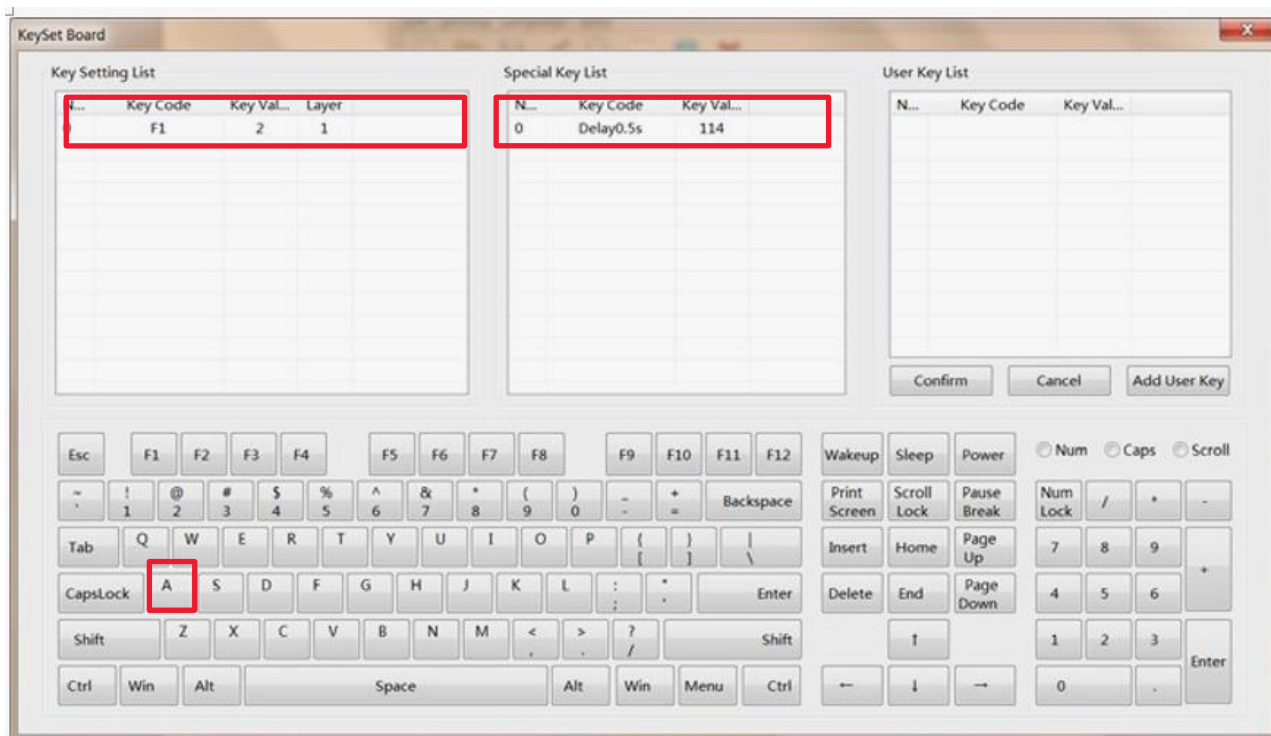 KeySet Board
Key Setting List
Special Key List
User Key List
N... Key Code Key Val... Layer
N... Key Code Key Val...
N... Key Code Key Val...
F1 2 1
0 Delay0.5s 114
Confirm Cancel Add User Key
Esc F1 F2 F3 F4 F5 F6 F7 F8 F9 F10 F11 F12 Wakeup Sleep Power Num Caps Scroll
~ ! @ # $ % ^ & * ( ) _ + Backspace Print Scroll Pause Num / * -
` 1 2 3 4 5 6 7 8 9 0 - = Screen Lock Break Lock
Tab Q W E R T Y U I O P { } | Insert Home Page 7 8 9 +
[ ] \ Up
CapsLock A S D F G H J K L : " Enter Delete End Page 4 5 6
; ' Down
Shift Z X C V B N M < > ? Shift ↑ 1 2 3 Enter
, . /
Ctrl Win Alt Space Alt Win Menu Ctrl ← ↓ → 0 .